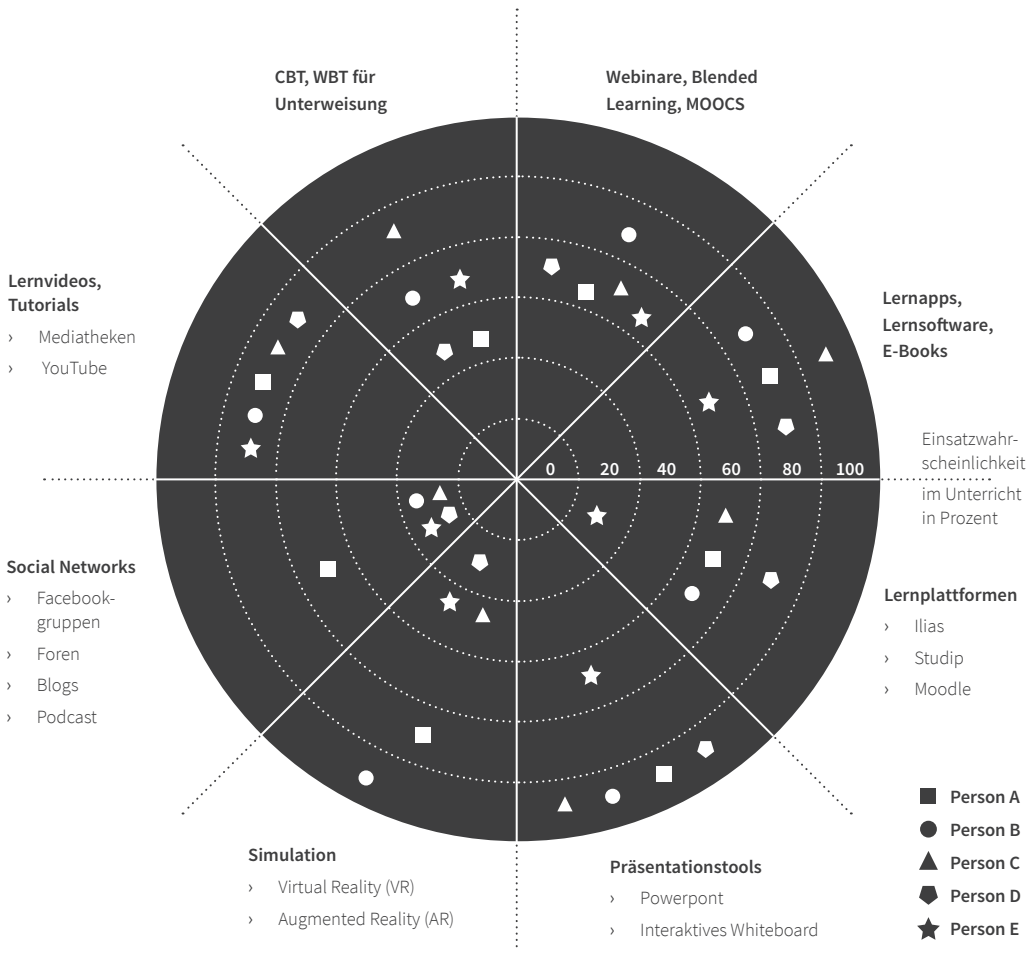 CBT, WBT für
Unterweisung
Webinare, Blended
Learning, MOOCS
Lernvideos,
Tutorials
› Mediatheken
› YouTube
Lernapps,
Lernsoftware,
E-Books
Einsatzwahr-
scheinlichkeit
im Unterricht
in Prozent
0 20 40 60 80 100
Social Networks
› Facebook-
gruppen
› Foren
› Blogs
› Podcast
Lernplattformen
› Ilias
› Studip
› Moodle
Simulation
› Virtual Reality (VR)
› Augmented Reality (AR)
Präsentationstools
› Powerpont
› Interaktives Whiteboard
Person A
Person B
Person C
Person D
Person E